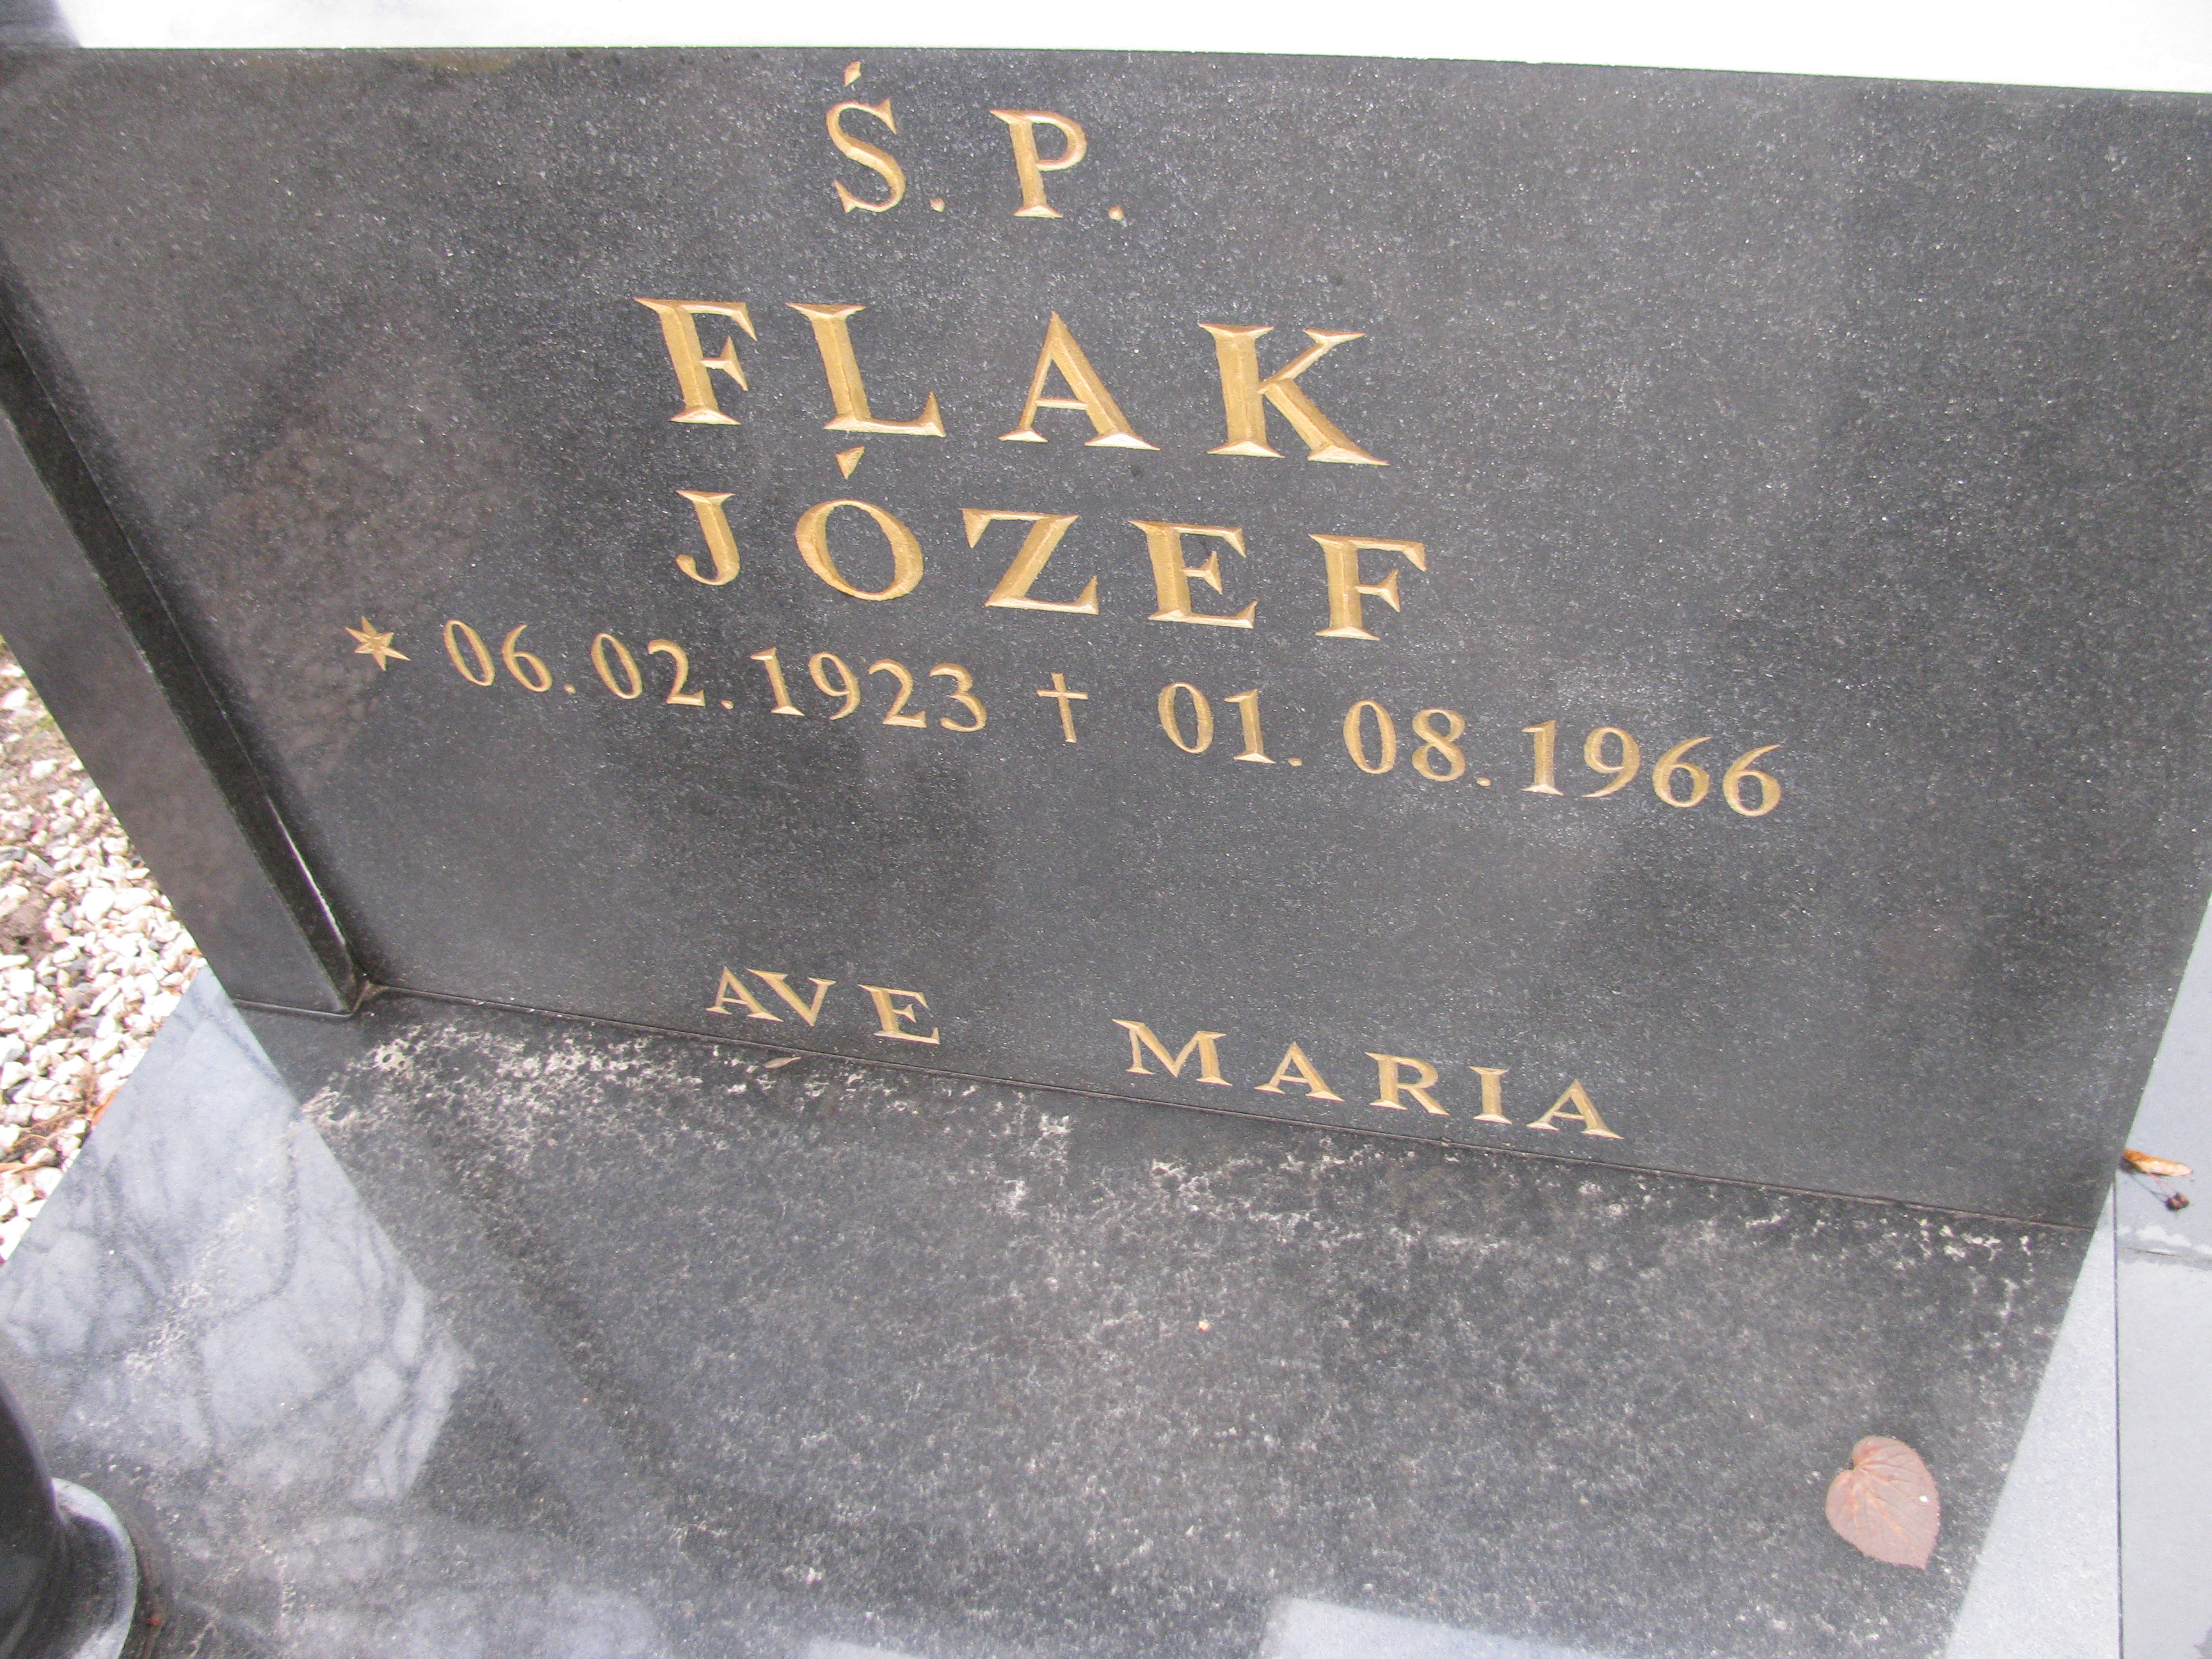 Ś. P.
FLAK
JÓZEF
* 06.02.1923 † 01.08.1966
AVE MARIA